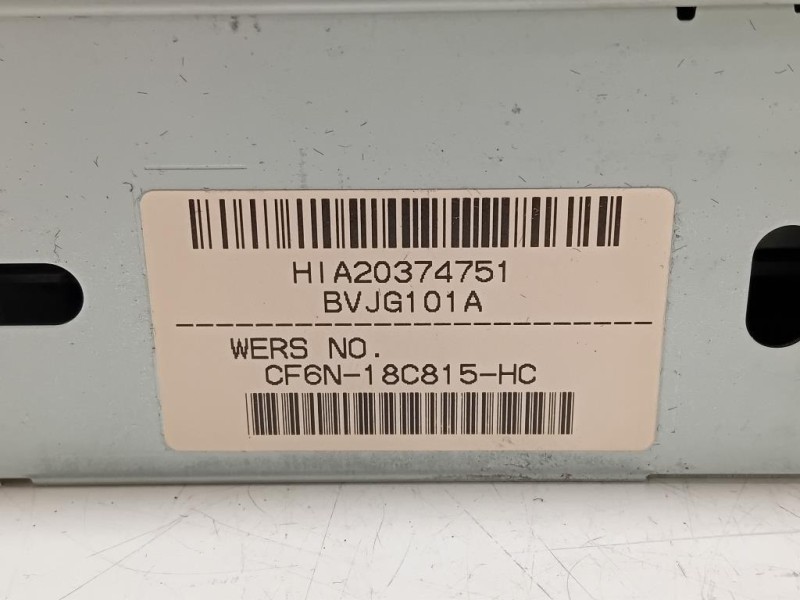 HIA20374751
BVJG101A
WERS NO.
CF6N-18C815-HC